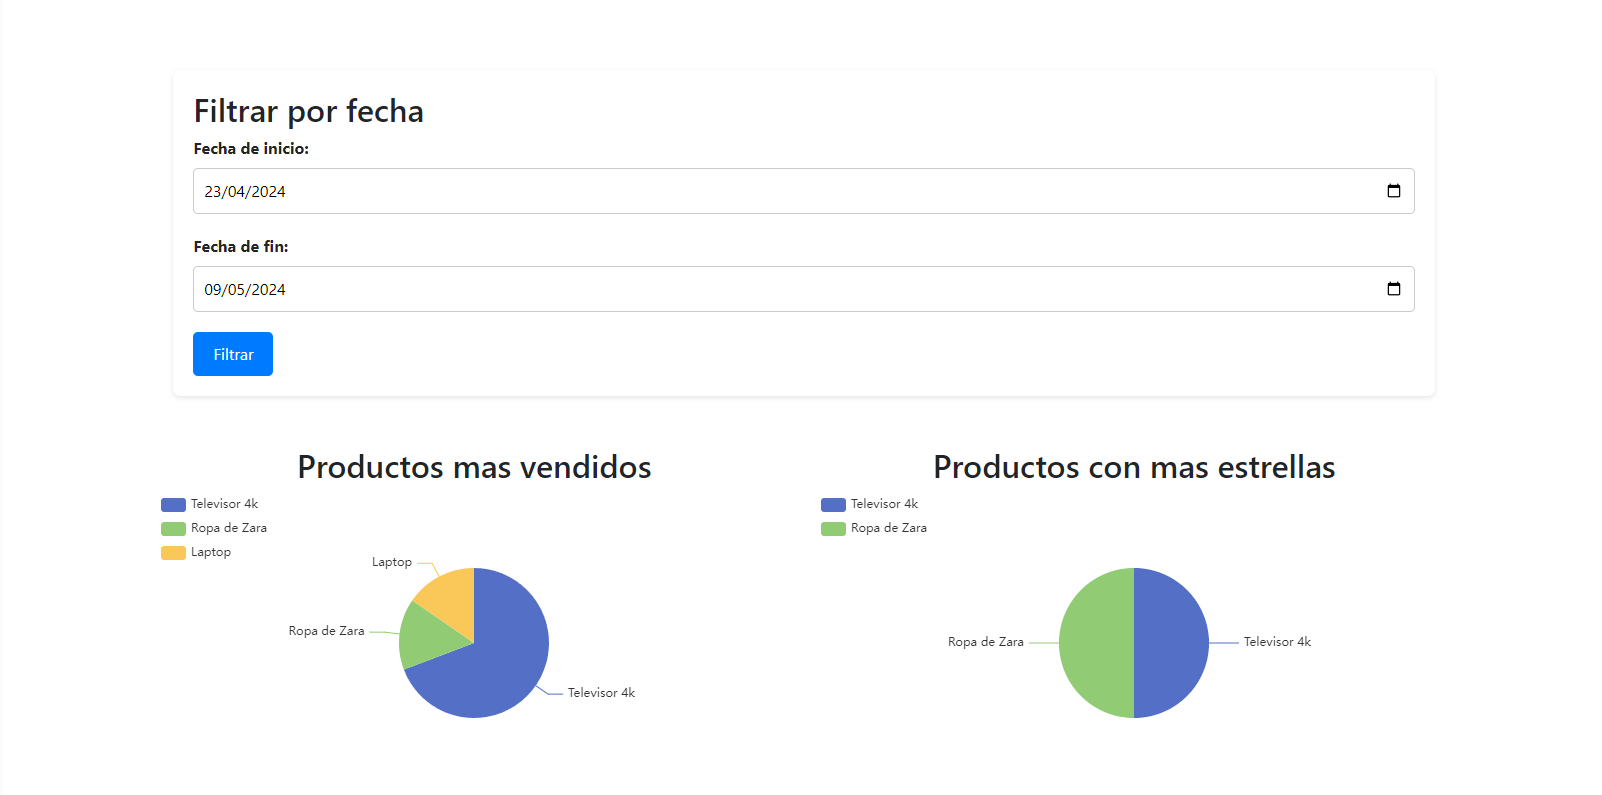 Filtrar por fecha
Fecha de inicio:
23/04/2024
Fecha de fin:
09/05/2024
Filtrar
Productos mas vendidos
Televisor 4k
Ropa de Zara
Laptop
Laptop
Ropa de Zara
Televisor 4k
Productos con mas estrellas
Televisor 4k
Ropa de Zara
Ropa de Zara
Televisor 4k